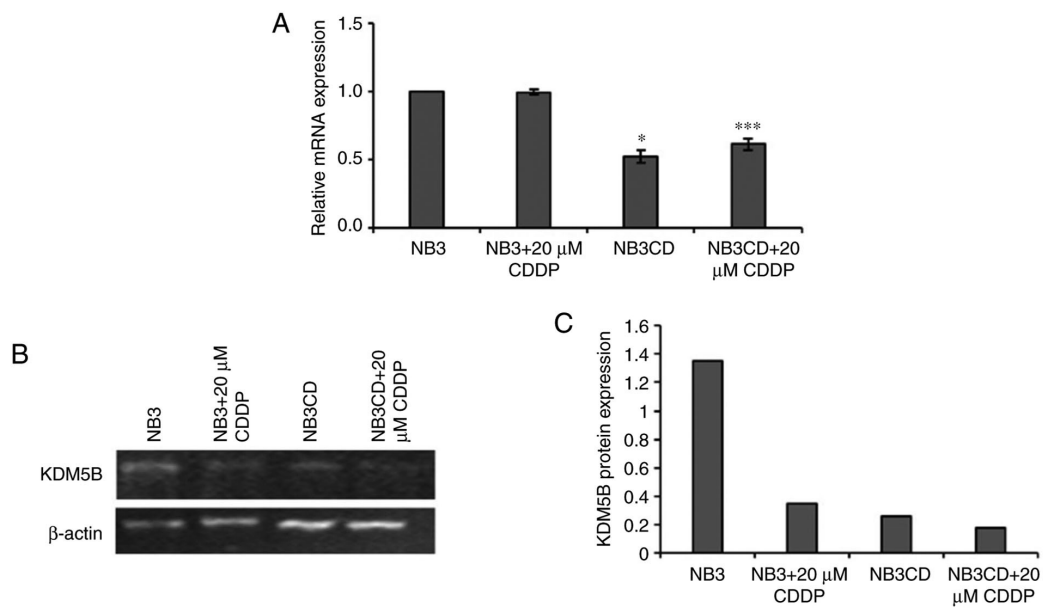 A
Relative mRNA expression
1.5
1.0
0.5
0.0
*
***
NB3
NB3+20 μM
CDDP
NB3CD
NB3CD+20
μM CDDP
B
NB3
NB3+20 μM
CDDP
NB3CD
NB3CD+20
μM CDDP
KDM5B
β-actin
C
KDM5B protein expression
1.6
1.4
1.2
1
0.8
0.6
0.4
0.2
0
NB3
NB3+20 μM
CDDP
NB3CD
NB3CD+20
μM CDDP